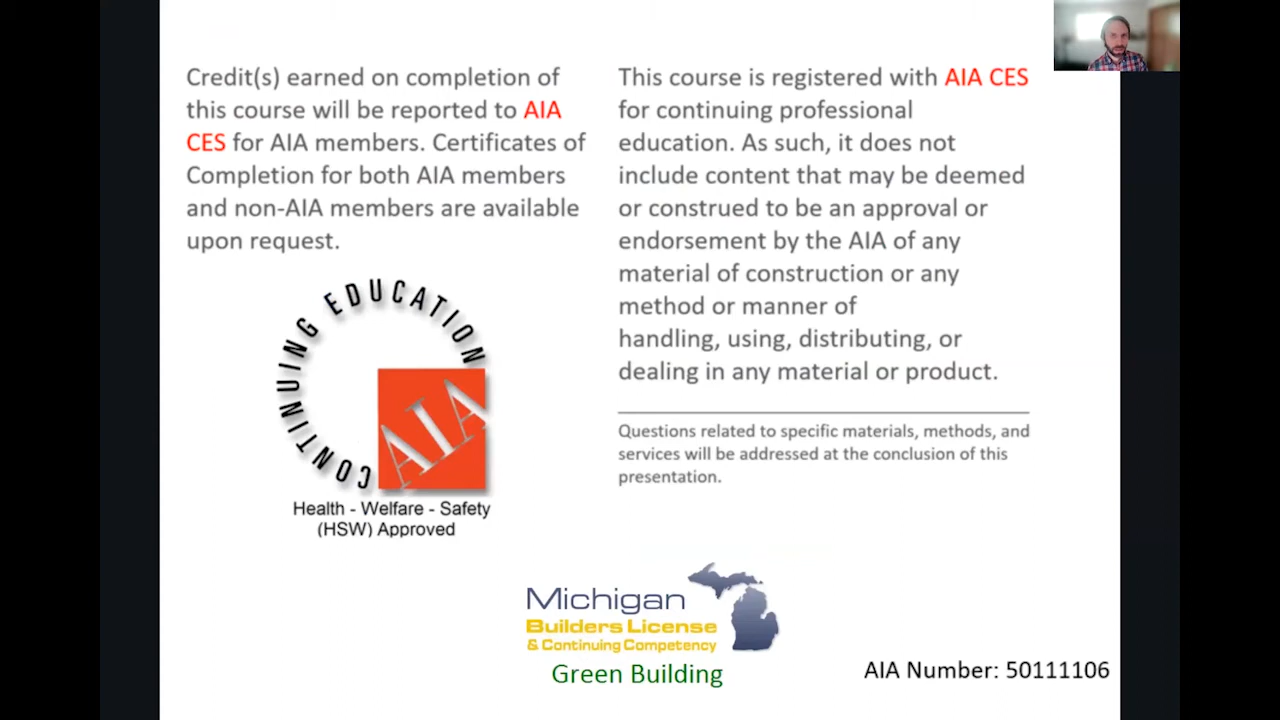 Credit(s) earned on completion of
this course will be reported to AIA
CES for AIA members. Certificates of
Completion for both AIA members
and non-AIA members are available
upon request.
CONTINUING EDUCATION
AIA
Health - Welfare - Safety
(HSW) Approved
This course is registered with AIA CES
for continuing professional
education. As such, it does not
include content that may be deemed
or construed to be an approval or
endorsement by the AIA of any
material of construction or any
method or manner of
handling, using, distributing, or
dealing in any material or product.
Questions related to specific materials, methods, and
services will be addressed at the conclusion of this
presentation.
Michigan
Builders License
& Continuing Competency
Green Building
AIA Number: 50111106